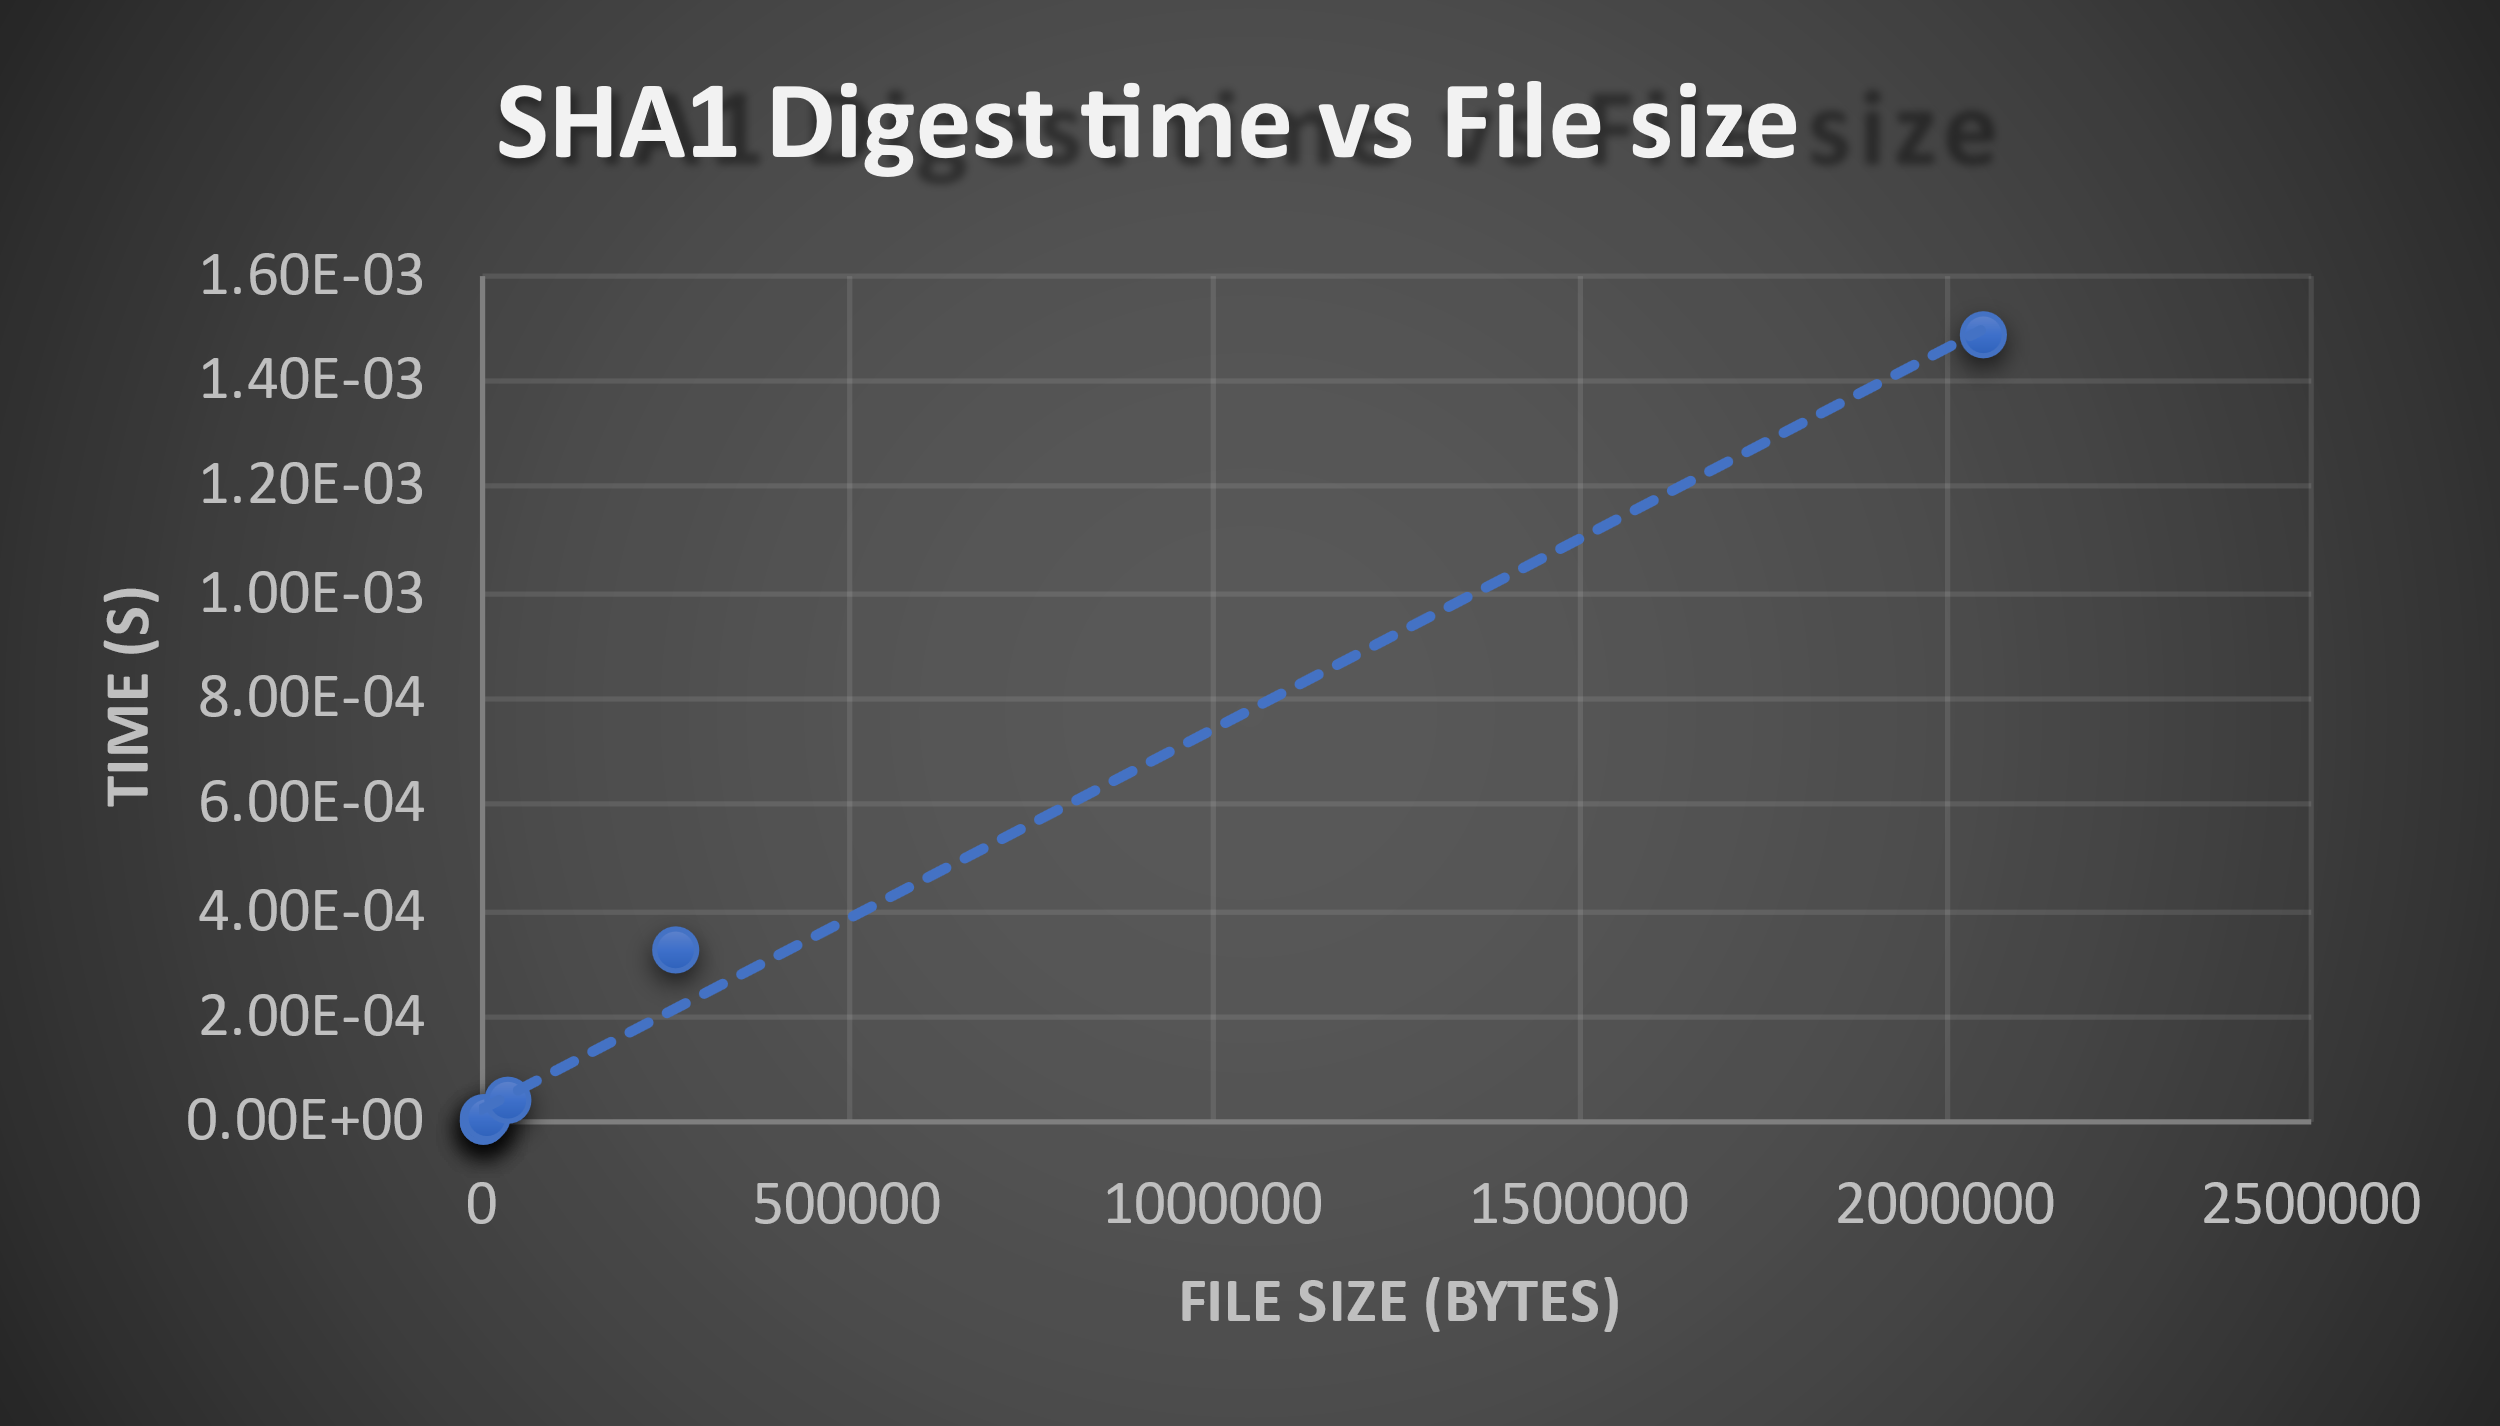 SHA1 Digest time vs File size
1.60E-03
1.40E-03
1.20E-03
1.00E-03
8.00E-04
6.00E-04
4.00E-04
2.00E-04
0.00E+00
TIME (S)
0 500000 1000000 1500000 2000000 2500000
FILE SIZE (BYTES)